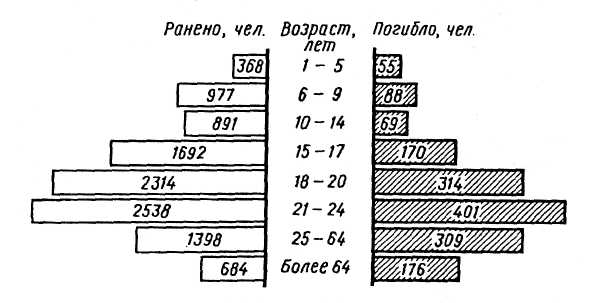 Ранено, чел. Возраст, лет Погибло, чел.
368 1 – 5 55
977 6 – 9 88
891 10 – 14 69
1692 15 – 17 170
2314 18 – 20 314
2538 21 – 24 401
1398 25 – 64 309
684 Более 64 176